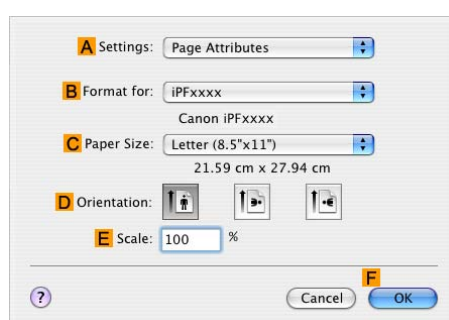 A Settings: Page Attributes
B Format for: iPFxxxx
Canon iPFxxxx
C Paper Size: Letter (8.5"x11")
21.59 cm x 27.94 cm
D Orientation:
E Scale: 100 %
F
? Cancel OK